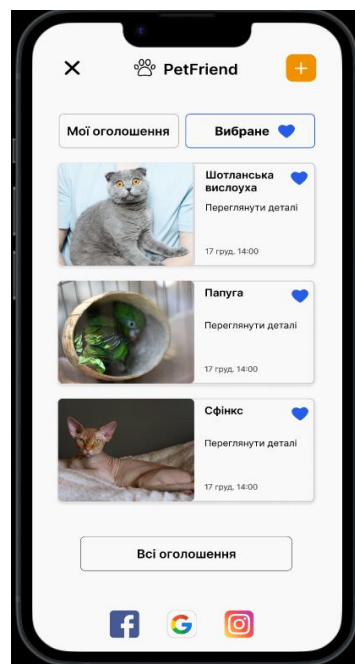 PetFriend
Мої оголошення
Вибране
Шотланська
вислоуха
Переглянути деталі
17 груд. 14:00
Папуга
Переглянути деталі
17 груд. 14:00
Сфінкс
Переглянути деталі
17 груд. 14:00
Всі оголошення